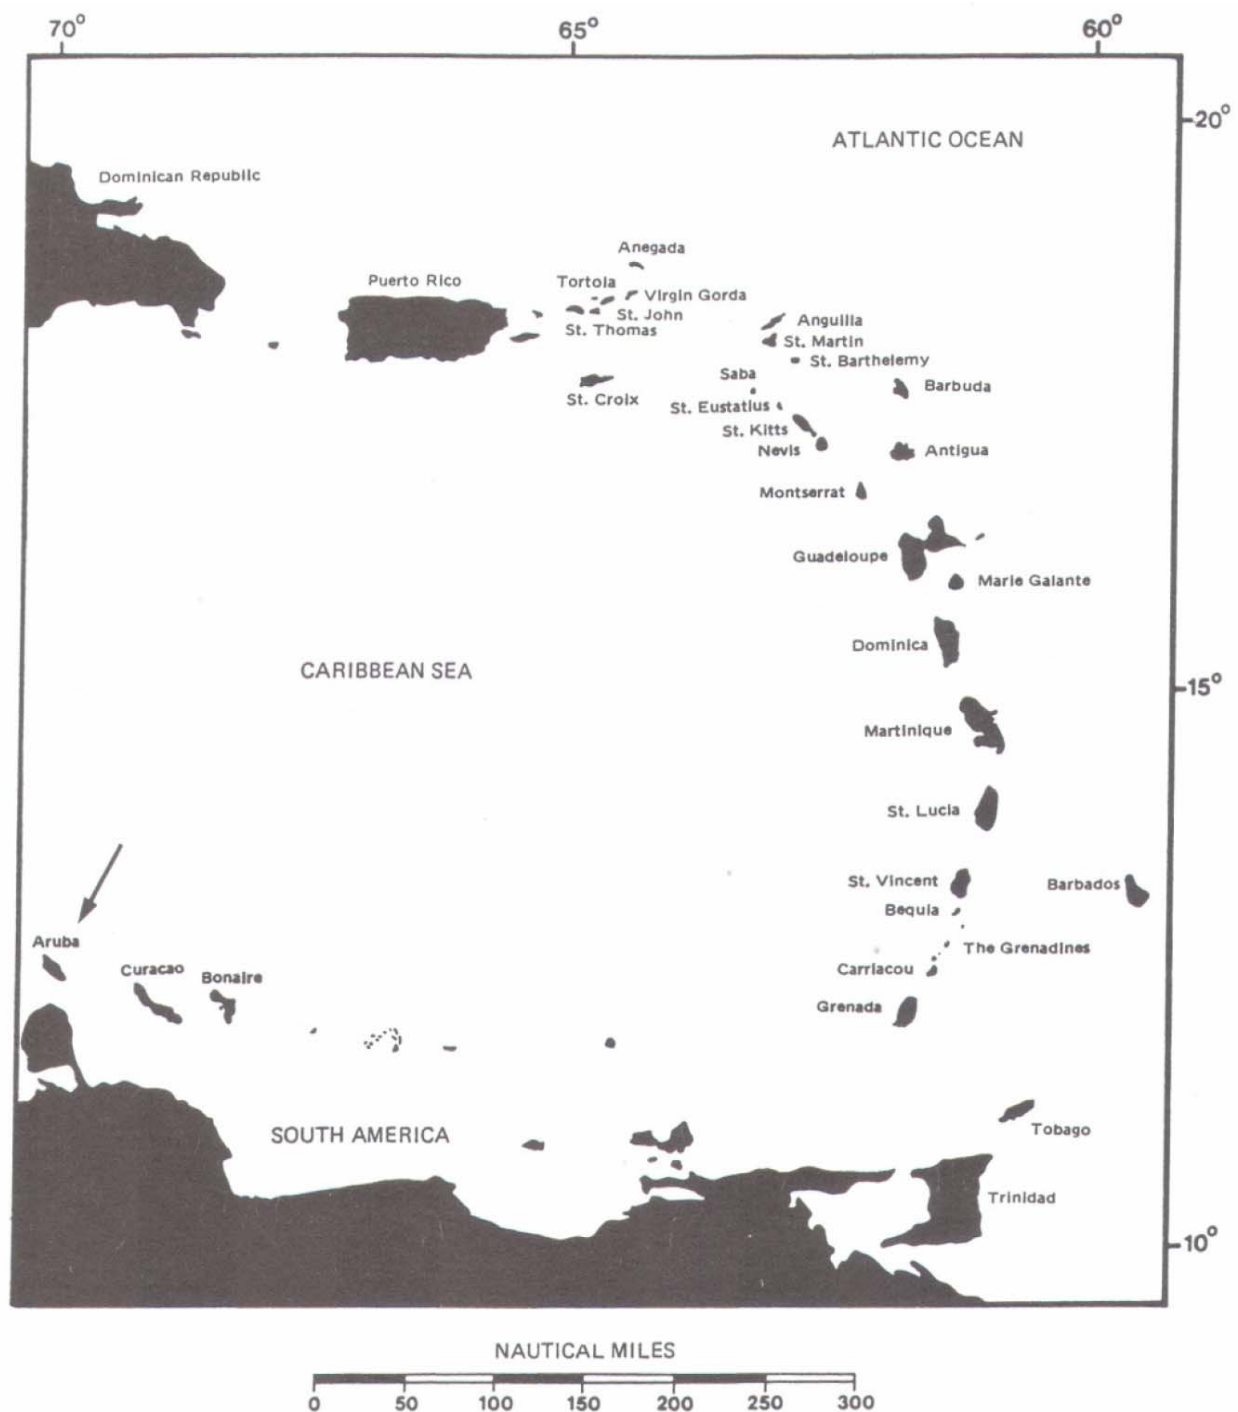 70° 65° 60°
20°
ATLANTIC OCEAN
Dominican Republic
Anegada
Puerto Rico
Tortola
Virgin Gorda
St. John
St. Thomas
Anguilla
St. Martin
St. Barthelemy
Saba
Barbuda
St. Croix
St. Eustatius
St. Kitts
Nevis
Antigua
Montserrat
Guadeloupe
Marie Galante
Dominica
CARIBBEAN SEA
15°
Martinique
St. Lucia
St. Vincent
Barbados
Bequia
Aruba
The Grenadines
Curacao
Bonaire
Carriacou
Grenada
SOUTH AMERICA
Tobago
Trinidad
10°
NAUTICAL MILES
0 50 100 150 200 250 300